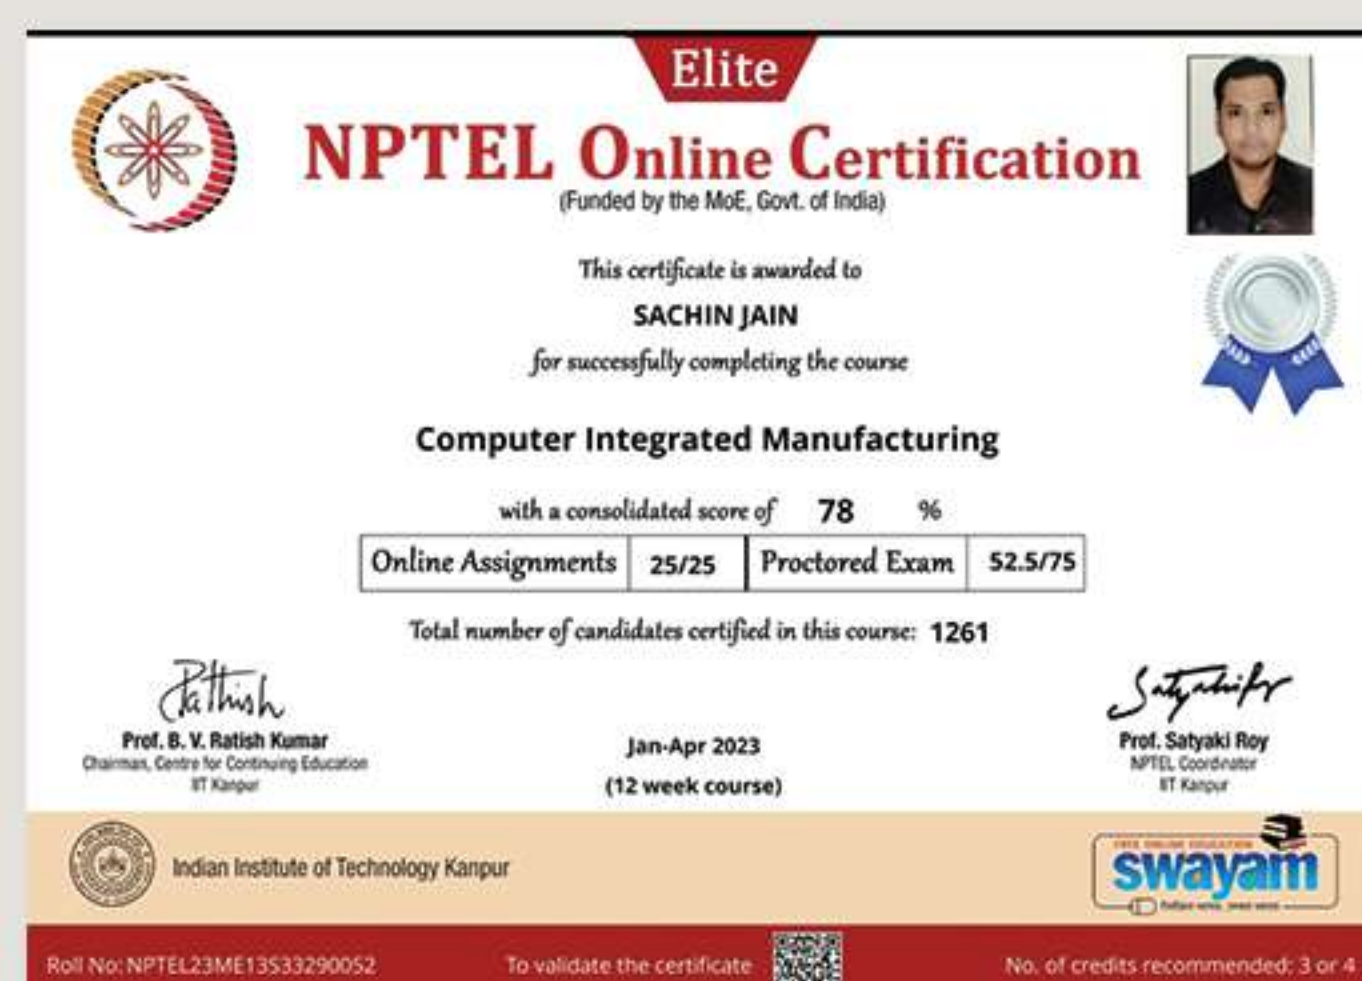 Elite
NPTEL Online Certification
(Funded by the MoE, Govt. of India)
This certificate is awarded to
SACHIN JAIN
for successfully completing the course
Computer Integrated Manufacturing
with a consolidated score of 78 %
Online Assignments 25/25 Proctored Exam 52.5/75
Total number of candidates certified in this course: 1261
Prof. B. V. Ratish Kumar
Chairman, Centre for Continuing Education
IIT Kanpur
Jan-Apr 2023
(12 week course)
Prof. Satyaki Roy
NPTEL Coordinator
IIT Kanpur
Indian Institute of Technology Kanpur
FREE ONLINE EDUCATION
swayam
Roll No: NPTEL23ME13S33290052
To validate the certificate
No. of credits recommended: 3 or 4